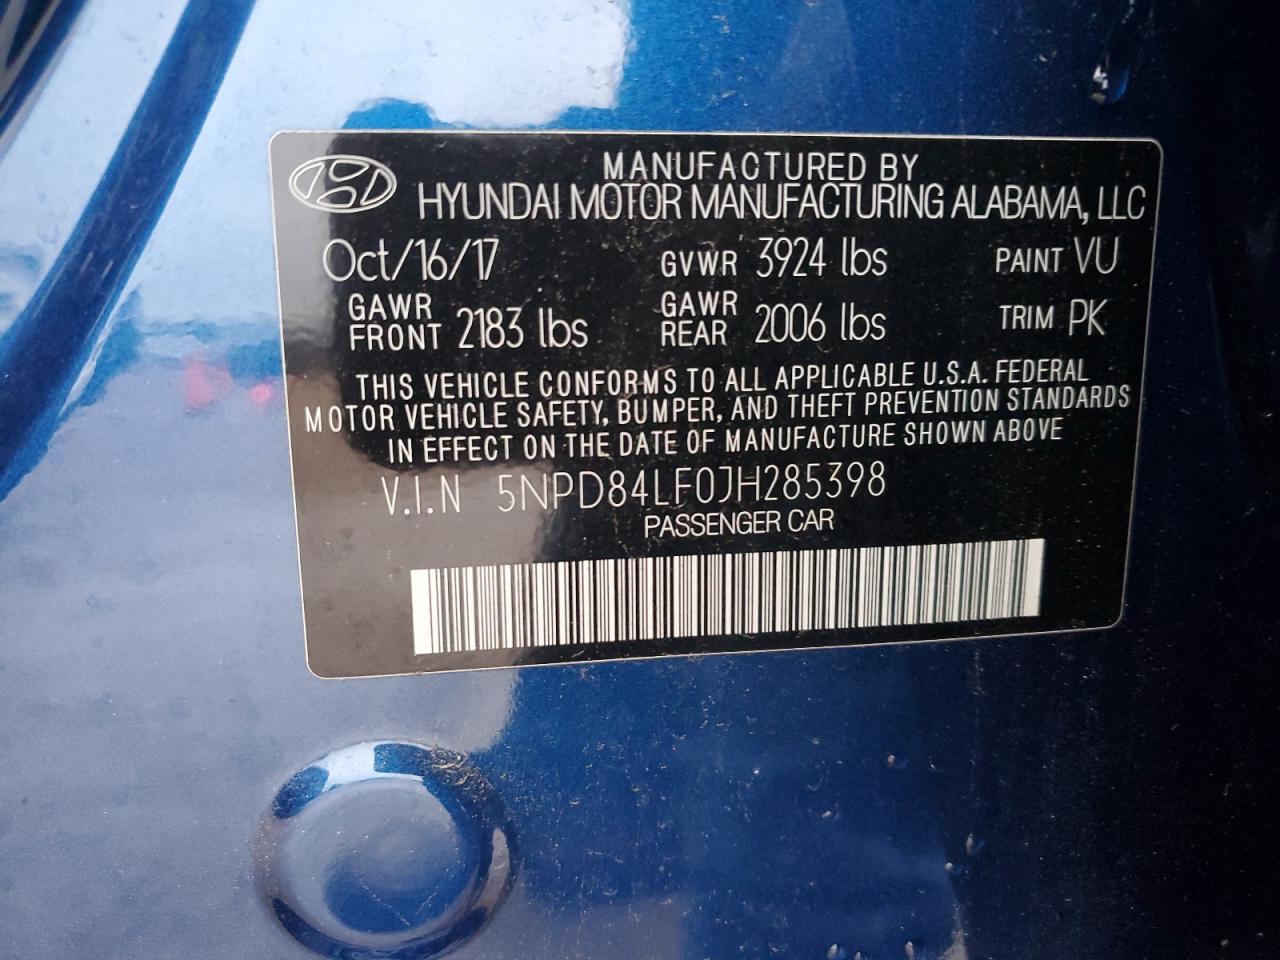 MANUFACTURED BY
HYUNDAI MOTOR MANUFACTURING ALABAMA, LLC
Oct/16/17 GVWR 3924 lbs PAINT VU
GAWR FRONT 2183 lbs GAWR REAR 2006 lbs TRIM PK
THIS VEHICLE CONFORMS TO ALL APPLICABLE U.S.A. FEDERAL
MOTOR VEHICLE SAFETY, BUMPER, AND THEFT PREVENTION STANDARDS
IN EFFECT ON THE DATE OF MANUFACTURE SHOWN ABOVE
V.I.N 5NPD84LF0JH285398
PASSENGER CAR